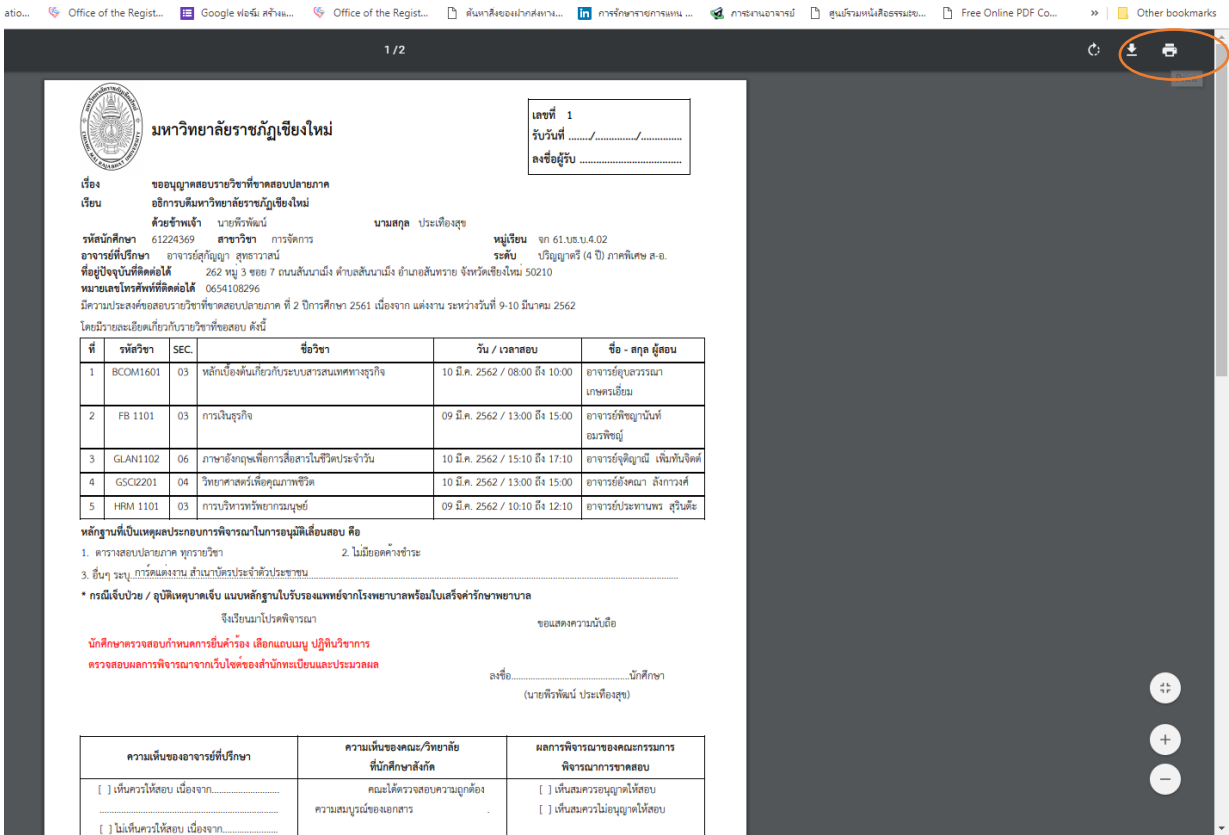 atio...
Office of the Regist...
Google ฟอร์ม สร้างแ...
Office of the Regist...
ค้นหาสิ่งของฝากส่งทาง...
การรักษารายการแทน ...
ภาระงานอาจารย์
ศูนย์รวมหนังสือธรรมะข...
Free Online PDF Co...
»
Other bookmarks
1/2
มหาวิทยาลัยราชภัฏเชียงใหม่
เลขที่ 1
รับวันที่ ......../.............../...............
ลงชื่อผู้รับ ......................................
เรื่อง ขออนุญาตสอบรายวิชาที่ขาดสอบปลายภาค
เรียน อธิการบดีมหาวิทยาลัยราชภัฏเชียงใหม่
ด้วยข้าพเจ้า นายพีรพัฒน์ นามสกุล ประเทืองสุข
รหัสนักศึกษา 61224369 สาขาวิชา การจัดการ หมู่เรียน จก 61.บธ.บ.4.02
อาจารย์ที่ปรึกษา อาจารย์สุกัญญา สุทธาวาสน์ ระดับ ปริญญาตรี (4 ปี) ภาคพิเศษ ส-อ.
ที่อยู่ปัจจุบันที่ติดต่อได้ 262 หมู่ 3 ซอย 7 ถนนสันนาเม็ง ตำบลสันนาเม็ง อำเภอสันทราย จังหวัดเชียงใหม่ 50210
หมายเลขโทรศัพท์ที่ติดต่อได้ 0654108296
มีความประสงค์ขอสอบรายวิชาที่ขาดสอบปลายภาค ที่ 2 ปีการศึกษา 2561 เนื่องจาก แต่งงาน ระหว่างวันที่ 9-10 มีนาคม 2562
โดยมีรายละเอียดเกี่ยวกับรายวิชาที่ขอสอบ ดังนี้
ที่ รหัสวิชา SEC. ชื่อวิชา วัน / เวลาสอบ ชื่อ - สกุล ผู้สอน
1 BCOM1601 03 หลักเบื้องต้นเกี่ยวกับระบบสารสนเทศทางธุรกิจ 10 มี.ค. 2562 / 08:00 ถึง 10:00 อาจารย์อุบลวรรณา
เกษตรเอี่ยม
2 FB 1101 03 การเงินธุรกิจ 09 มี.ค. 2562 / 13:00 ถึง 15:00 อาจารย์พิชญานันท์
อมรพิชญ์
3 GLAN1102 06 ภาษาอังกฤษเพื่อการสื่อสารในชีวิตประจำวัน 10 มี.ค. 2562 / 15:10 ถึง 17:10 อาจารย์จุติญาณี เพิ่มทันจิตต์
4 GSCI2201 04 วิทยาศาสตร์เพื่อคุณภาพชีวิต 10 มี.ค. 2562 / 13:00 ถึง 15:00 อาจารย์อังคณา ลังกาวงศ์
5 HRM 1101 03 การบริหารทรัพยากรมนุษย์ 09 มี.ค. 2562 / 10:10 ถึง 12:10 อาจารย์ประทานพร สุรินต๊ะ
หลักฐานที่เป็นเหตุผลประกอบการพิจารณาในการอนุมัติเลื่อนสอบ คือ
1. ตารางสอบปลายภาค ทุกรายวิชา 2. ไม่มียอดค้างชำระ
3. อื่นๆ ระบุ..การ์ดแต่งงาน สำเนาบัตรประจำตัวประชาชน..............................
* กรณีเจ็บป่วย / อุบัติเหตุบาดเจ็บ แนบหลักฐานใบรับรองแพทย์จากโรงพยาบาลพร้อมใบเสร็จค่ารักษาพยาบาล
จึงเรียนมาโปรดพิจารณา
ขอแสดงความนับถือ
นักศึกษาตรวจสอบกำหนดการยื่นคำร้อง เลือกแถบเมนู ปฏิทินวิชาการ
ตรวจสอบผลการพิจารณาจากเว็บไซต์ของสำนักทะเบียนและประมวลผล
ลงชื่อ..............................................นักศึกษา
(นายพีรพัฒน์ ประเทืองสุข)
ความเห็นของอาจารย์ที่ปรึกษา
ความเห็นของคณะ/วิทยาลัย
ที่นักศึกษาสังกัด
ผลการพิจารณาของคณะกรรมการ
พิจารณาการขาดสอบ
[ ] เห็นควรให้สอบ เนื่องจาก..........................
[ ] ไม่เห็นควรให้สอบ เนื่องจาก.....................
คณะได้ตรวจสอบความถูกต้อง
ความสมบูรณ์ของเอกสาร .
[ ] เห็นสมควรอนุญาตให้สอบ
[ ] เห็นสมควรไม่อนุญาตให้สอบ